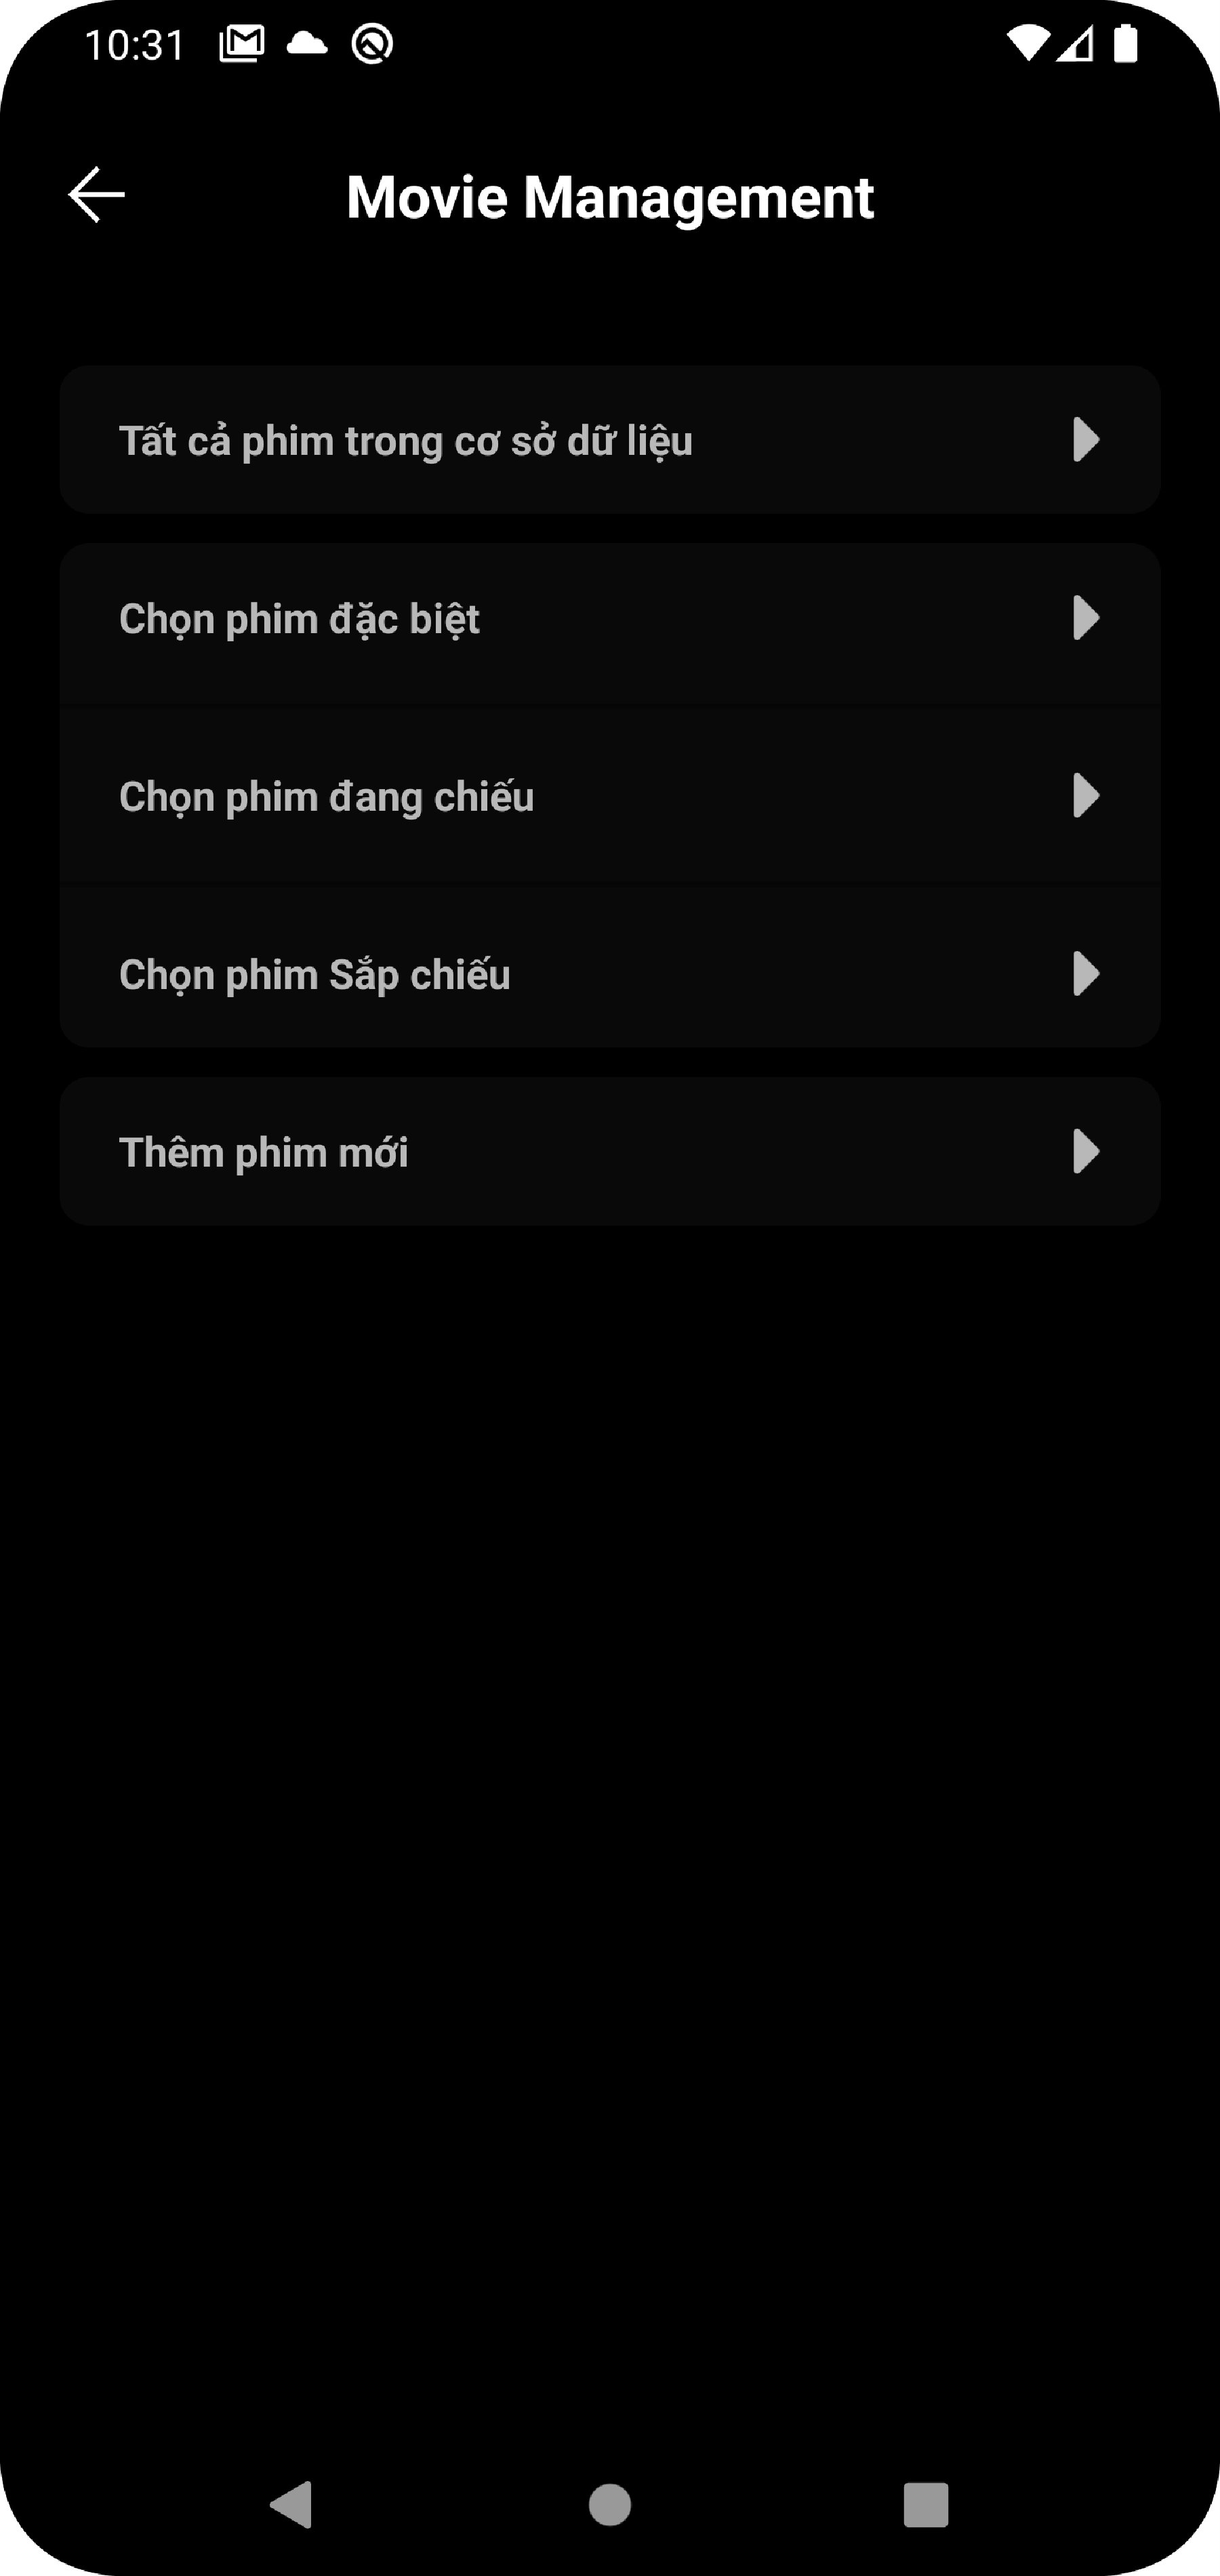 10:31
Movie Management
Tất cả phim trong cơ sở dữ liệu
Chọn phim đặc biệt
Chọn phim đang chiếu
Chọn phim Sắp chiếu
Thêm phim mới